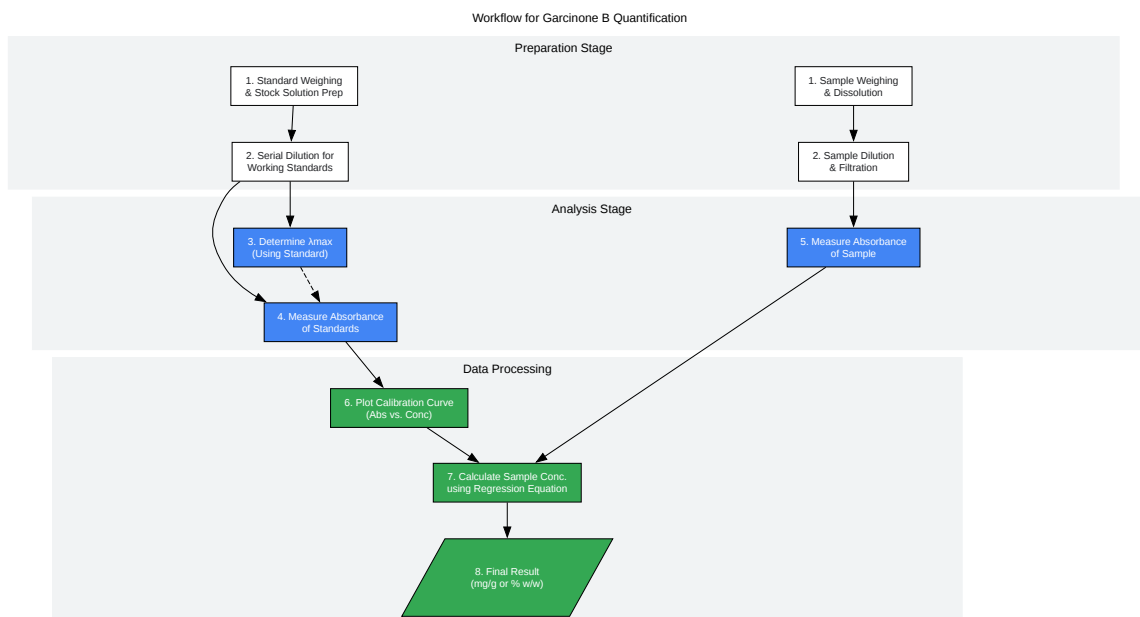 Workflow for Garcinone B Quantification
Preparation Stage
1. Standard Weighing
& Stock Solution Prep
1. Sample Weighing
& Dissolution
2. Serial Dilution for
Working Standards
2. Sample Dilution
& Filtration
Analysis Stage
3. Determine λmax
(Using Standard)
5. Measure Absorbance
of Sample
4. Measure Absorbance
of Standards
Data Processing
6. Plot Calibration Curve
(Abs vs. Conc)
7. Calculate Sample Conc.
using Regression Equation
8. Final Result
(mg/g or % w/w)